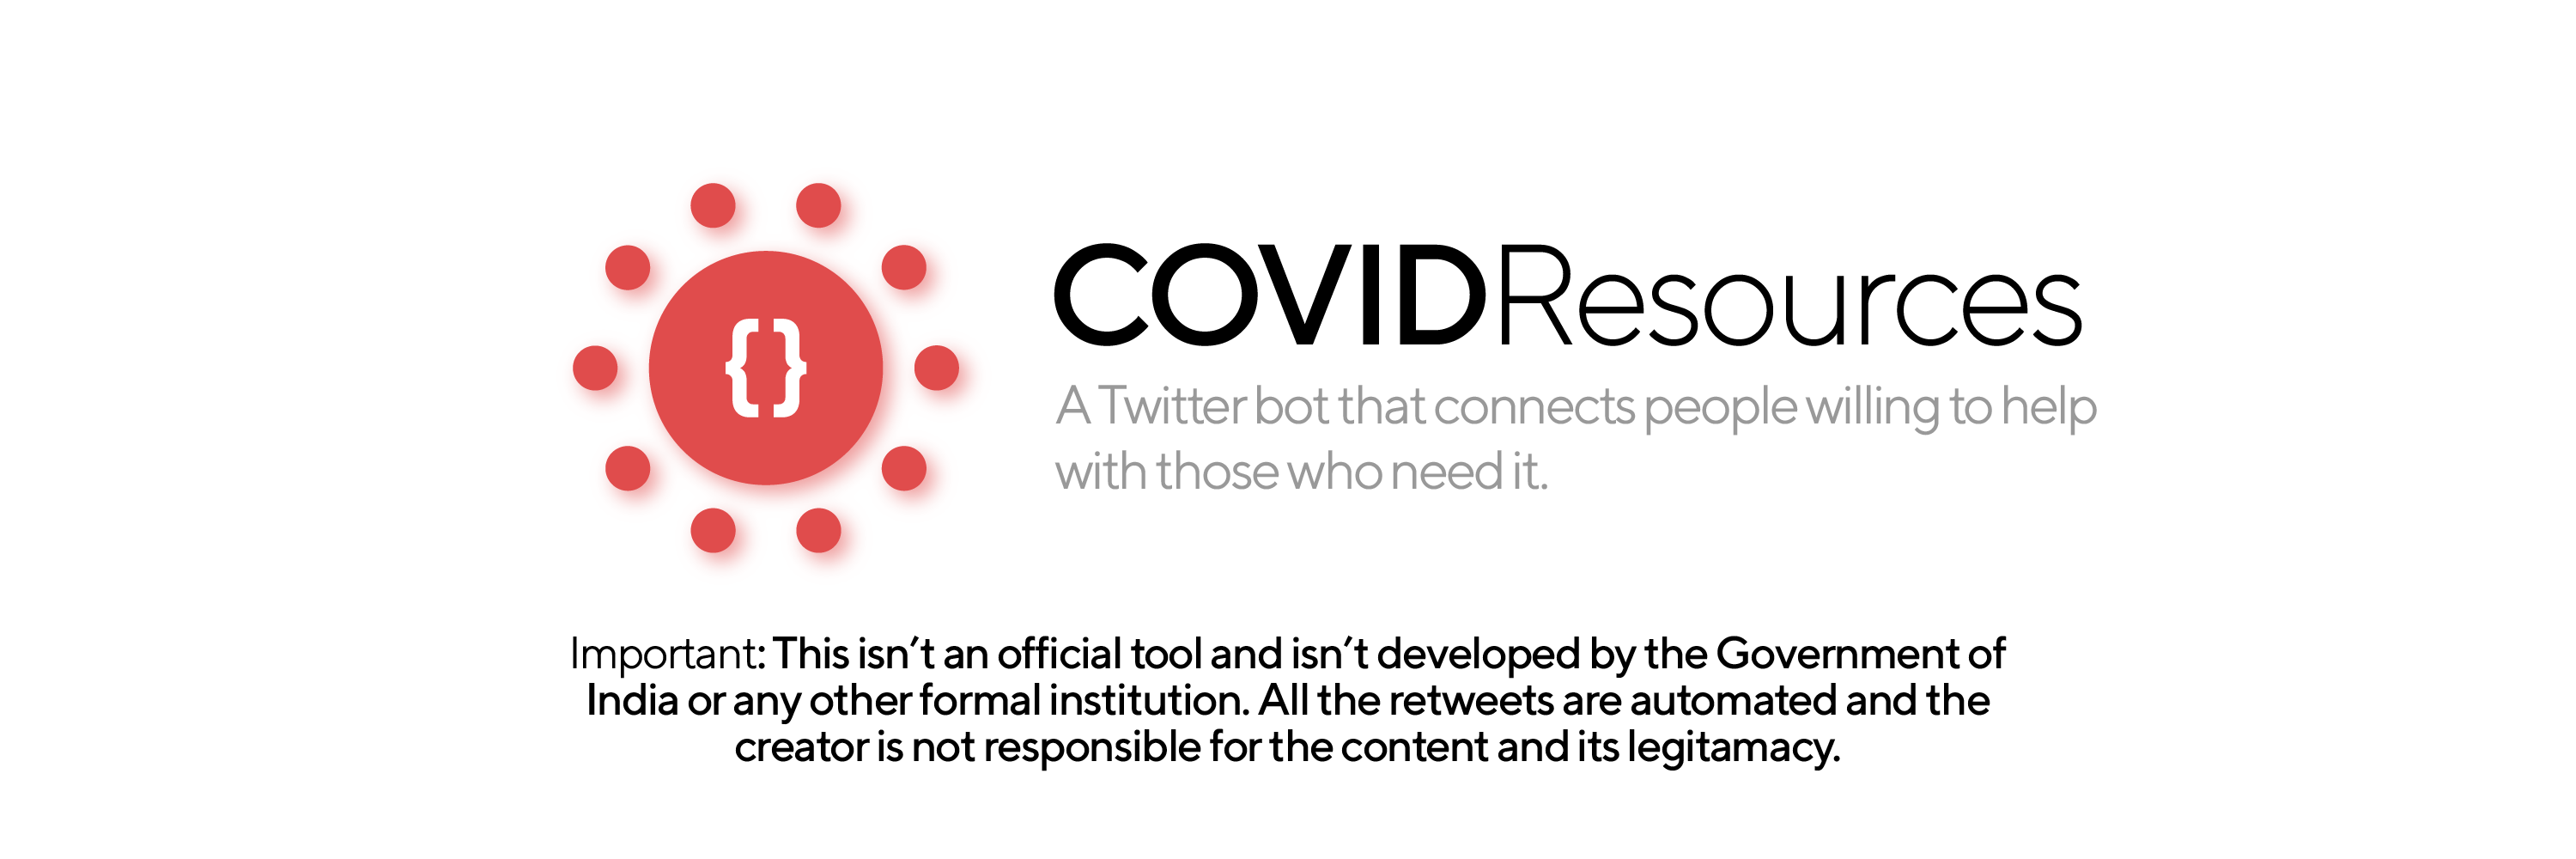 {}
COVIDResources
A Twitter bot that connects people willing to help
with those who need it.
Important: This isn’t an official tool and isn’t developed by the Government of
India or any other formal institution. All the retweets are automated and the
creator is not responsible for the content and its legitamacy.